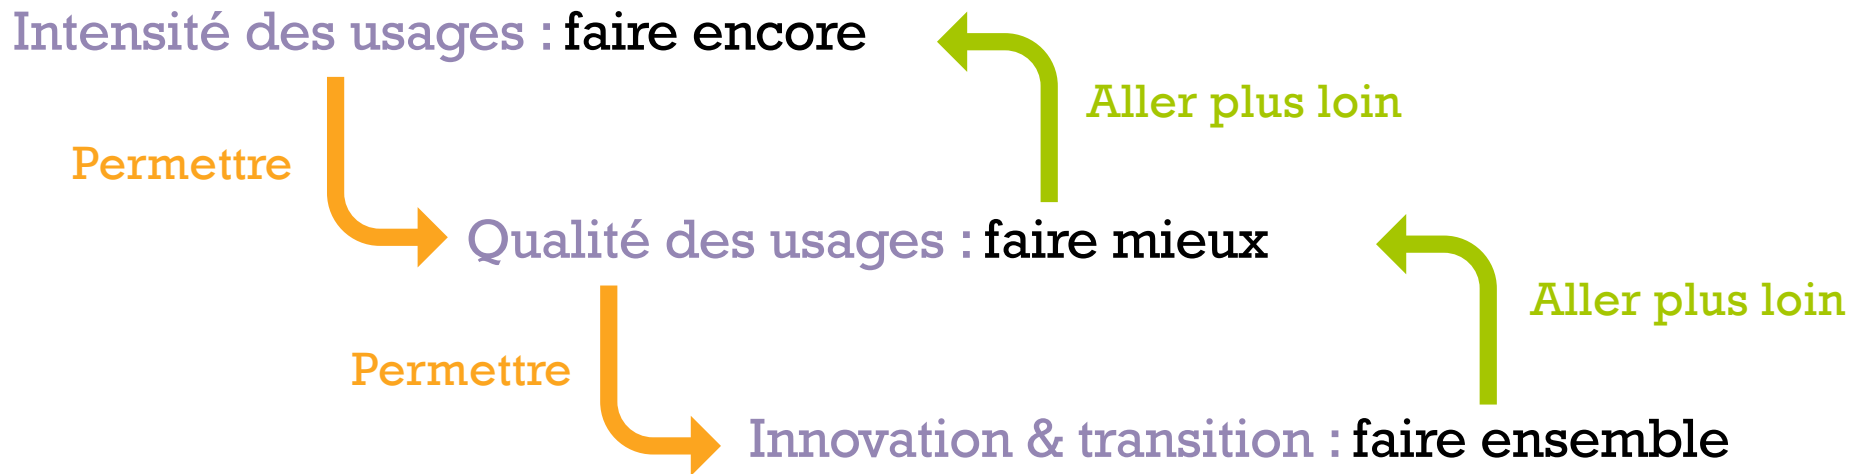 Intensité des usages : faire encore
Aller plus loin
Permettre
Qualité des usages : faire mieux
Aller plus loin
Permettre
Innovation & transition : faire ensemble